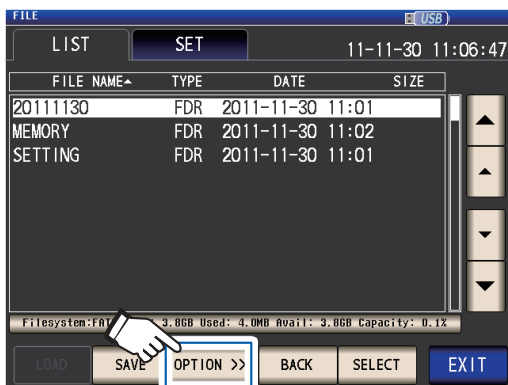 FILE USB
LIST SET 11-11-30 11:06:47
FILE NAME▲ TYPE DATE SIZE
20111130 FDR 2011-11-30 11:01
MEMORY FDR 2011-11-30 11:02
SETTING FDR 2011-11-30 11:01
Filesystem:FAT 3.8GB Used: 4.0MB Avail: 3.8GB Capacity: 0.1%
LOAD SAVE OPTION >> BACK SELECT EXIT